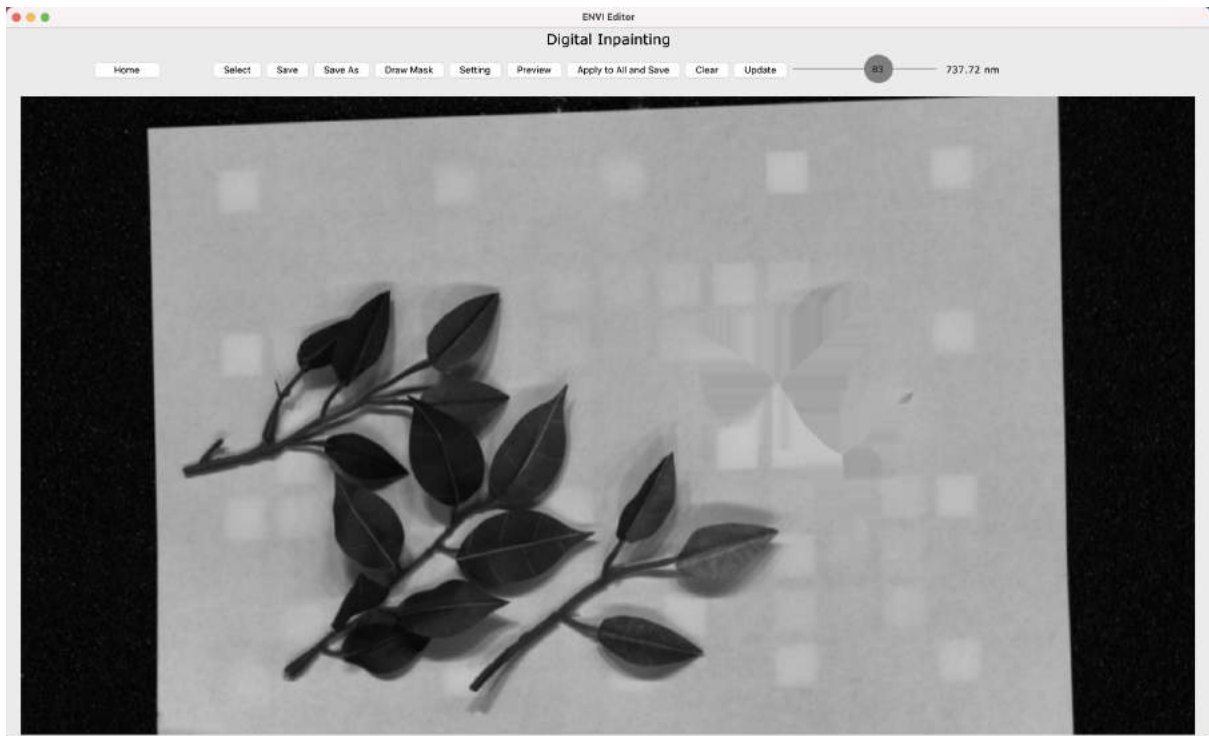 ENVI Editor
Digital Inpainting
Home Select Save Save As Draw Mask Setting Preview Apply to All and Save Clear Update 83 737.72 nm